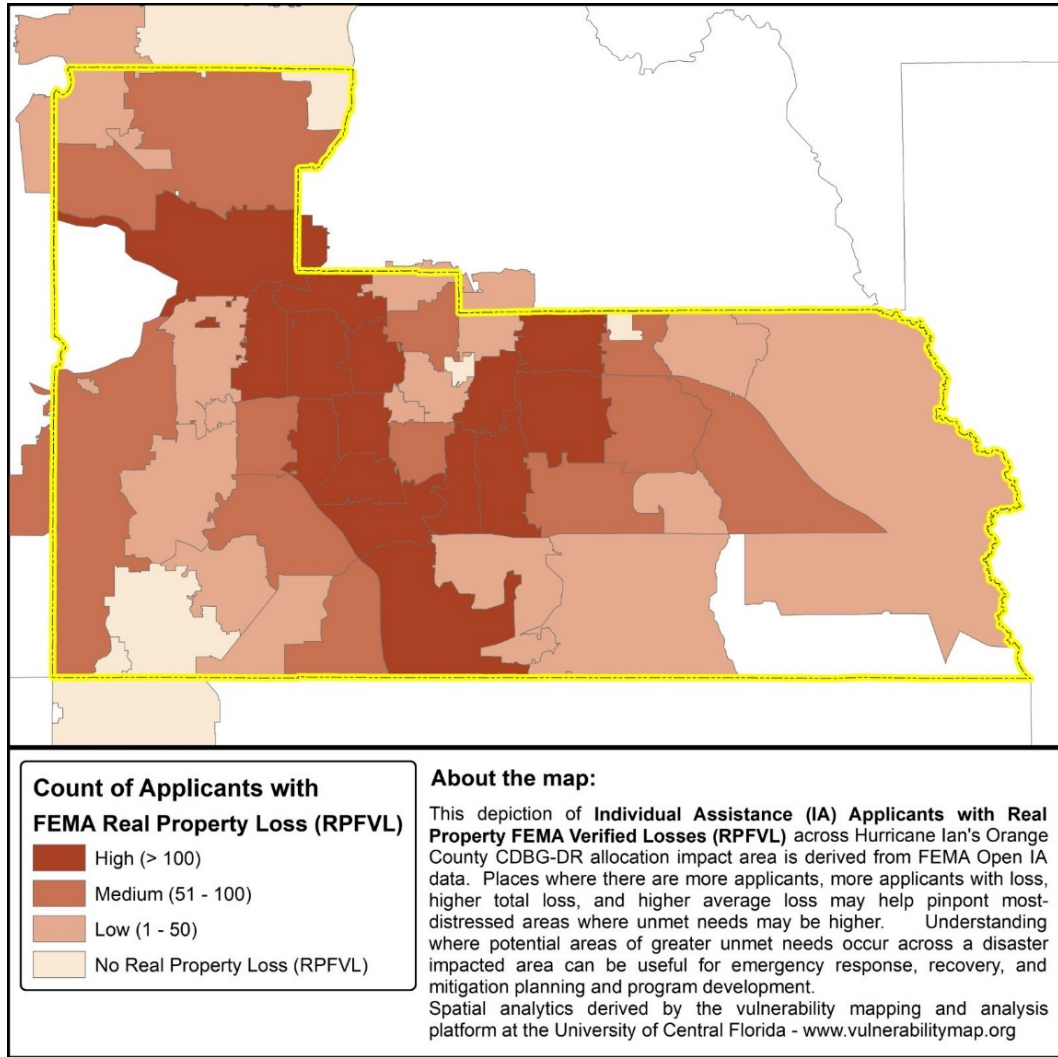 Count of Applicants with
FEMA Real Property Loss (RPFVL)
High (> 100)
Medium (51 - 100)
Low (1 - 50)
No Real Property Loss (RPFVL)
About the map:
This depiction of Individual Assistance (IA) Applicants with Real
Property FEMA Verified Losses (RPFVL) across Hurricane Ian's Orange
County CDBG-DR allocation impact area is derived from FEMA Open IA
data. Places where there are more applicants, more applicants with loss,
higher total loss, and higher average loss may help pinpont most-
distressed areas where unmet needs may be higher. Understanding
where potential areas of greater unmet needs occur across a disaster
impacted area can be useful for emergency response, recovery, and
mitigation planning and program development.
Spatial analytics derived by the vulnerability mapping and analysis
platform at the University of Central Florida - www.vulnerabilitymap.org